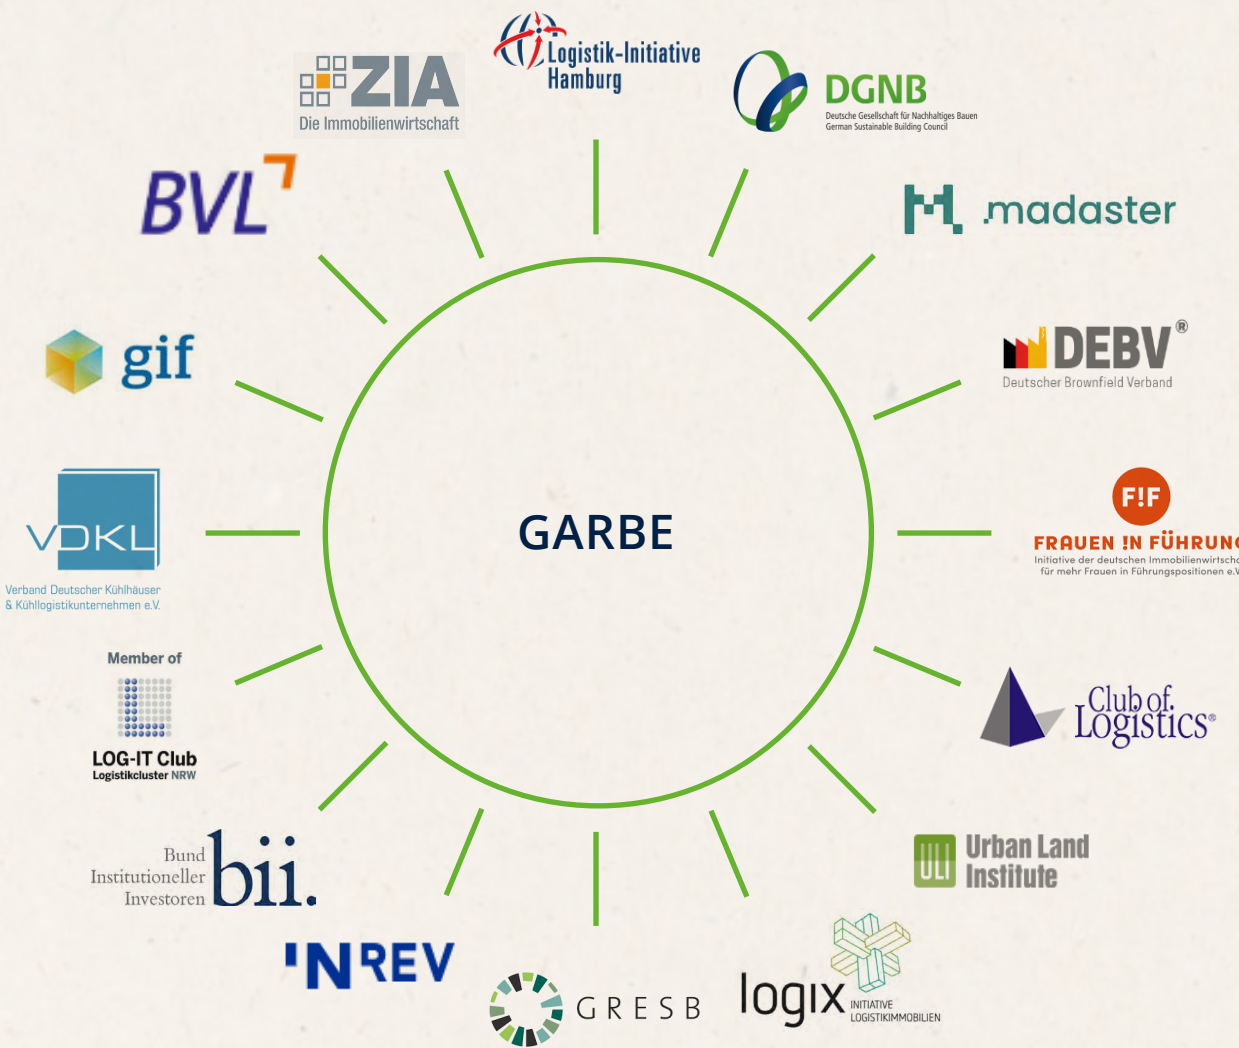 Logistik-Initiative
Hamburg
ZIA
Die Immobilienwirtschaft
DGNB
Deutsche Gesellschaft für Nachhaltiges Bauen
German Sustainable Building Council
BVL
madaster
gif
DEBV®
Deutscher Brownfield Verband
VDKL
Verband Deutscher Kühlhäuser
& Kühllogistikunternehmen e.V.
GARBE
F!F
FRAUEN !N FÜHRUNG
Initiative der deutschen Immobilienwirtscha
für mehr Frauen in Führungspositionen e.V
Member of
L
LOG-IT Club
Logistikcluster NRW
Club of
Logistics®
Bund
Institutioneller
Investoren
bii.
ULI
Urban Land
Institute
INREV
GRESB
logix
INITIATIVE
LOGISTIKIMMOBILIEN